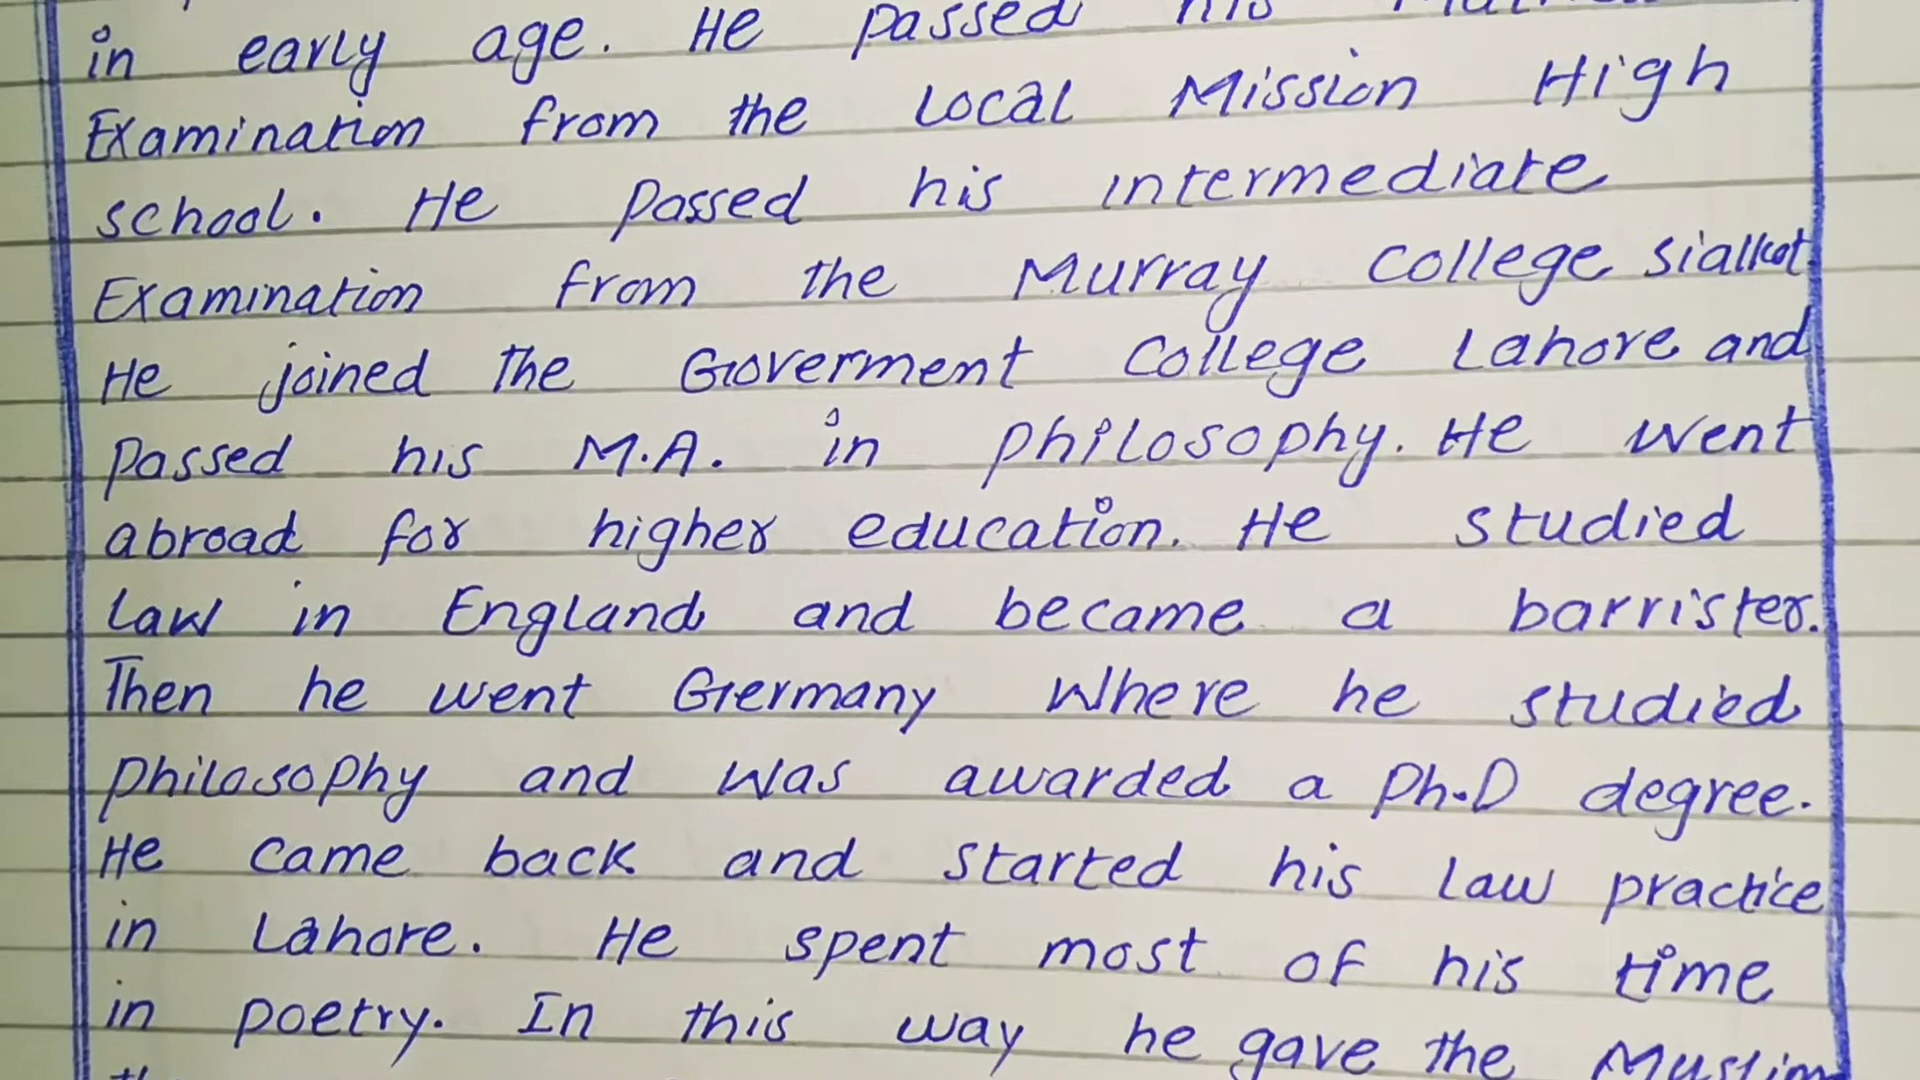 in early age. He passed his
Examination from the Local Mission High
school. He passed his intermediate
Examination from the Murray College Sialkot.
He joined the Goverment College Lahore and
passed his M.A. in philosophy. He went
abroad for higher education. He studied
Law in England and became a barrister.
Then he went Germany where he studied
philosophy and was awarded a Ph.D degree.
He came back and started his law practice
in Lahore. He spent most of his time
in poetry. In this way he gave the Muslim